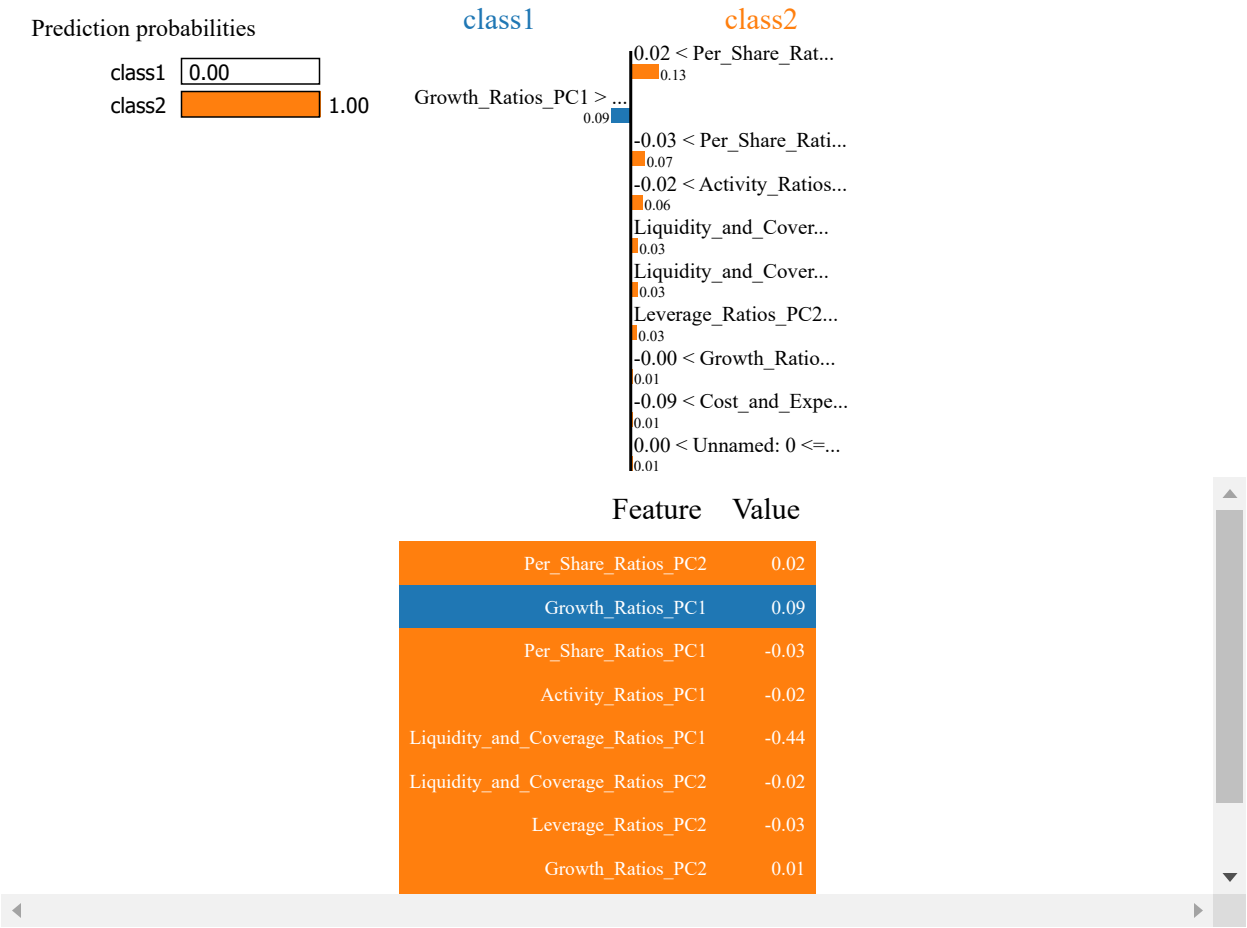 Prediction probabilities
class1 0.00
class2 1.00
class1 class2
0.02 < Per_Share_Rat...
0.13
Growth_Ratios_PC1 > ...
0.09
-0.03 < Per_Share_Rati...
0.07
-0.02 < Activity_Ratios...
0.06
Liquidity_and_Cover...
0.03
Liquidity_and_Cover...
0.03
Leverage_Ratios_PC2...
0.03
-0.00 < Growth_Ratio...
0.01
-0.09 < Cost_and_Expe...
0.01
0.00 < Unnamed: 0 <=...
0.01
Feature Value
Per_Share_Ratios_PC2 0.02
Growth_Ratios_PC1 0.09
Per_Share_Ratios_PC1 -0.03
Activity_Ratios_PC1 -0.02
Liquidity_and_Coverage_Ratios_PC1 -0.44
Liquidity_and_Coverage_Ratios_PC2 -0.02
Leverage_Ratios_PC2 -0.03
Growth_Ratios_PC2 0.01